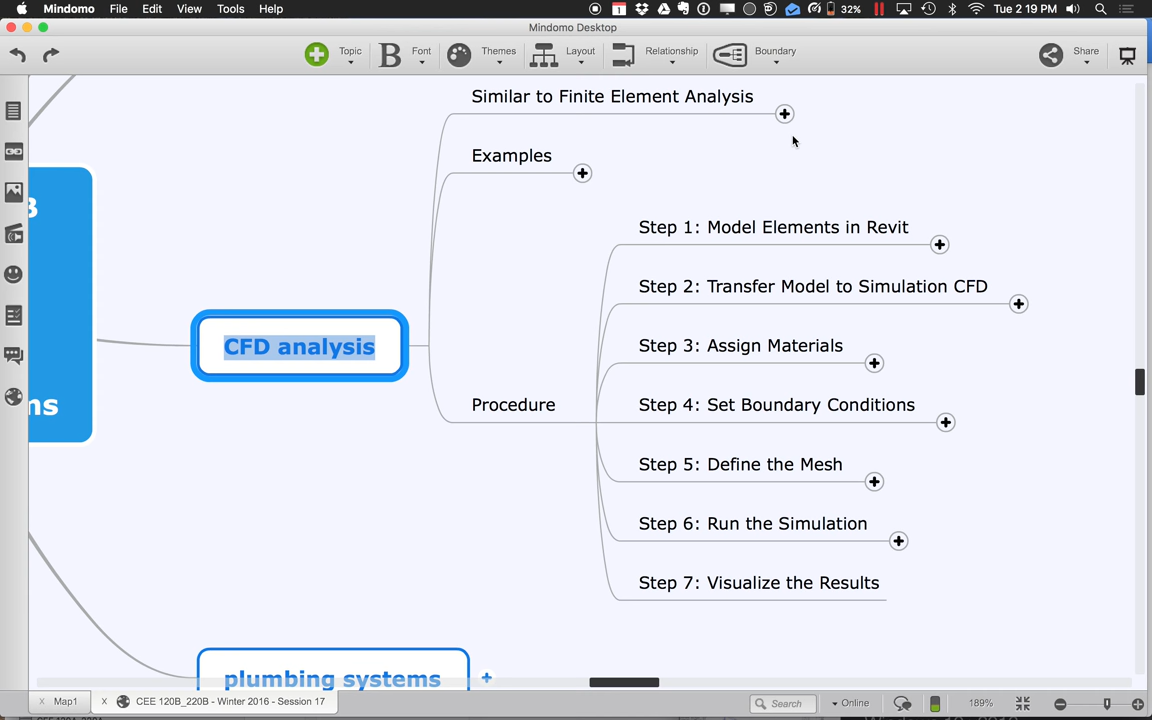 Mindomo File Edit View Tools Help 1 32% Tue 2 19 PM
Mindomo Desktop
Topic Font Themes Layout Relationship Boundary Share
Similar to Finite Element Analysis
Examples
Step 1: Model Elements in Revit
Step 2: Transfer Model to Simulation CFD
CFD analysis
Step 3: Assign Materials
ms
Procedure
Step 4: Set Boundary Conditions
Step 5: Define the Mesh
Step 6: Run the Simulation
Step 7: Visualize the Results
plumbing systems
x Map1 x CEE 120B_220B - Winter 2016 - Session 17 Search Online 189%